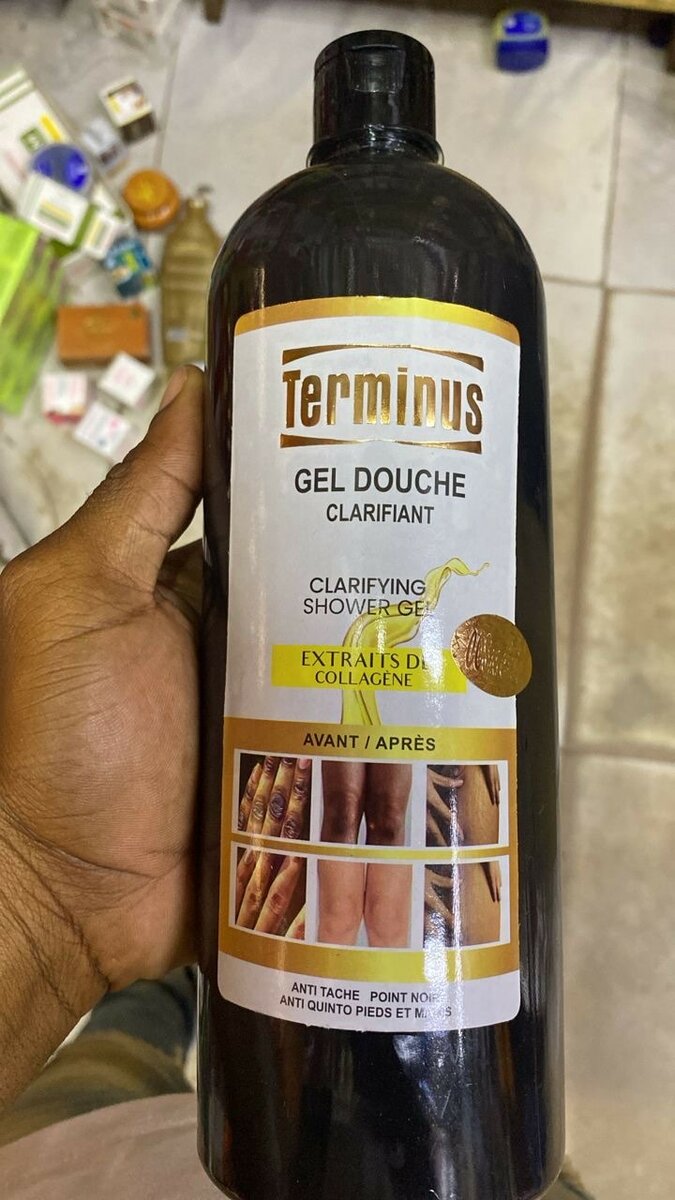 Terminus
GEL DOUCHE
CLARIFIANT
CLARIFYING
SHOWER GEL
EXTRAITS DE
COLLAGÈNE
AVANT / APRÈS
ANTI TACHE POINT NOIR
ANTI QUINTO PIEDS ET MAINS